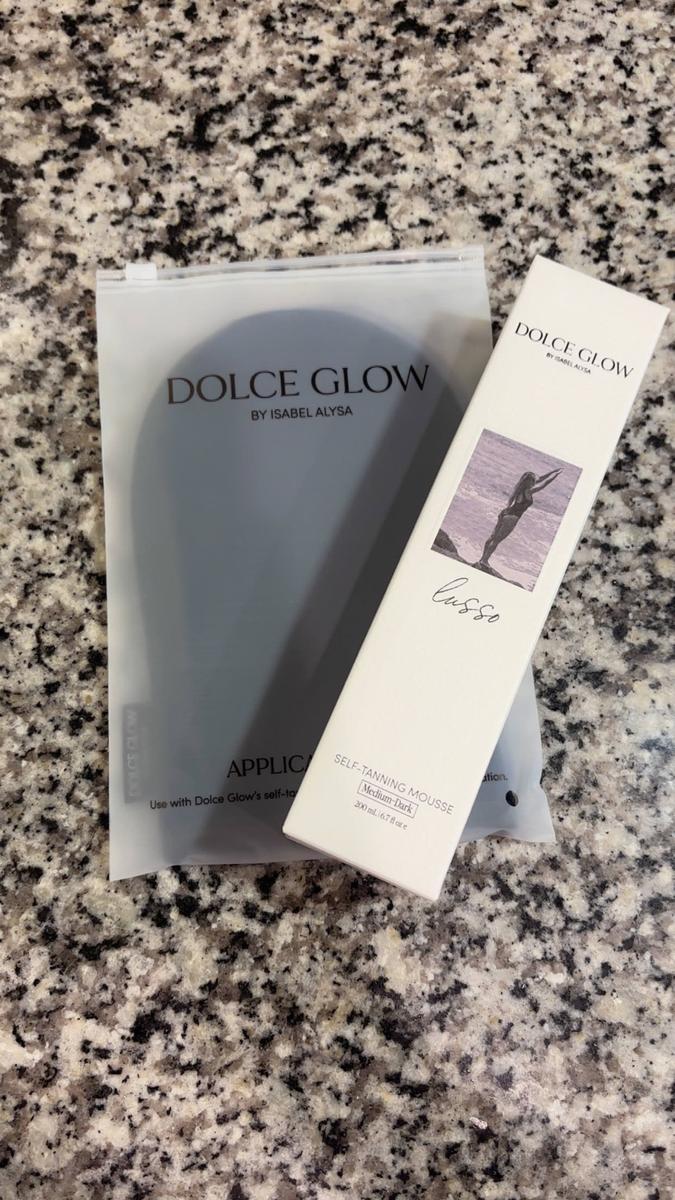 DOLCE GLOW
BY ISABEL ALYSA
DOLCE GLOW
APPLICA
Use with Dolce Glow's self-ta
DOLCE GLOW
BY ISABEL ALYSA
lusso
SELF-TANNING MOUSSE
Medium-Dark
200 mL | 6.7 fl oz e